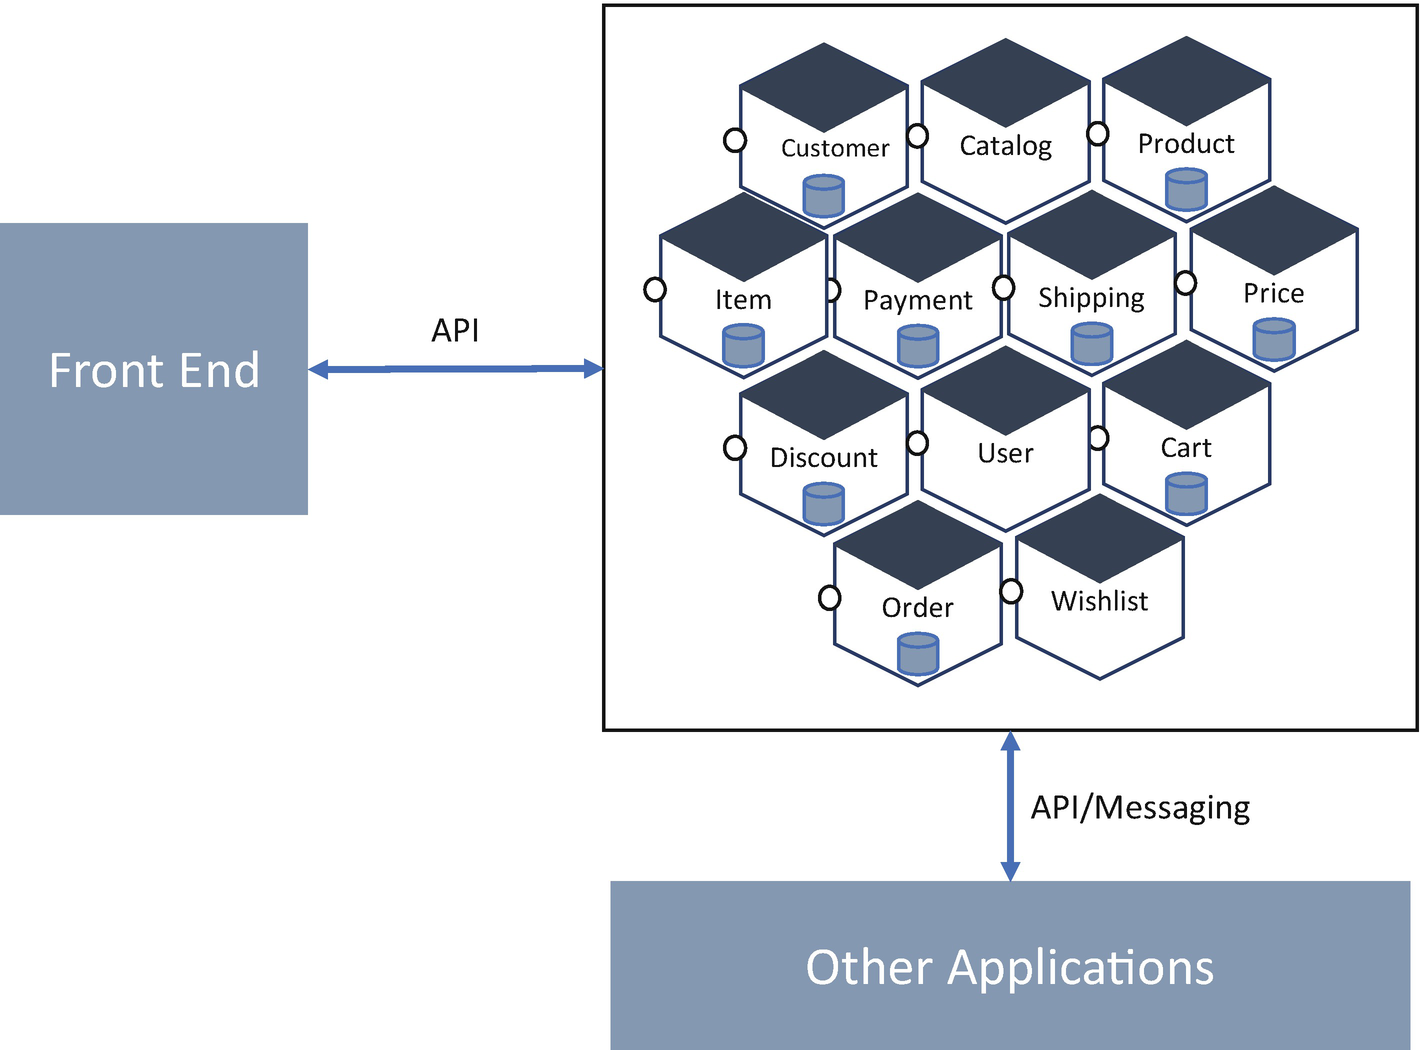 Customer
Catalog
Product
Item
Payment
Shipping
Price
Front End
API
Discount
User
Cart
Order
Wishlist
API/Messaging
Other Applications